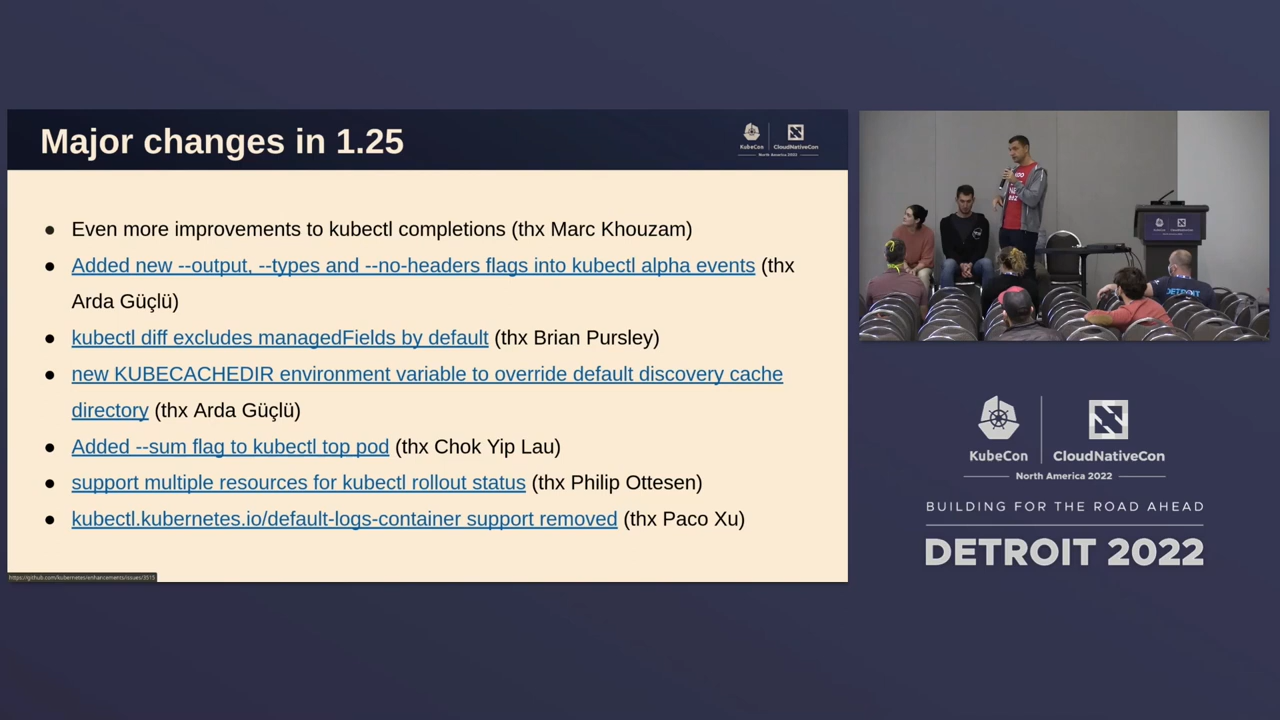 Major changes in 1.25
KubeCon
CloudNativeCon
North America 2022
● Even more improvements to kubectl completions (thx Marc Khouzam)
● Added new --output, --types and --no-headers flags into kubectl alpha events (thx
Arda Güçlü)
● kubectl diff excludes managedFields by default (thx Brian Pursley)
● new KUBECACHEDIR environment variable to override default discovery cache
directory (thx Arda Güçlü)
● Added --sum flag to kubectl top pod (thx Chok Yip Lau)
● support multiple resources for kubectl rollout status (thx Philip Ottesen)
● kubectl.kubernetes.io/default-logs-container support removed (thx Paco Xu)
https://github.com/kubernetes/enhancements/issues/3515
DETROIT
KubeCon
CloudNativeCon
North America 2022
BUILDING FOR THE ROAD AHEAD
DETROIT 2022